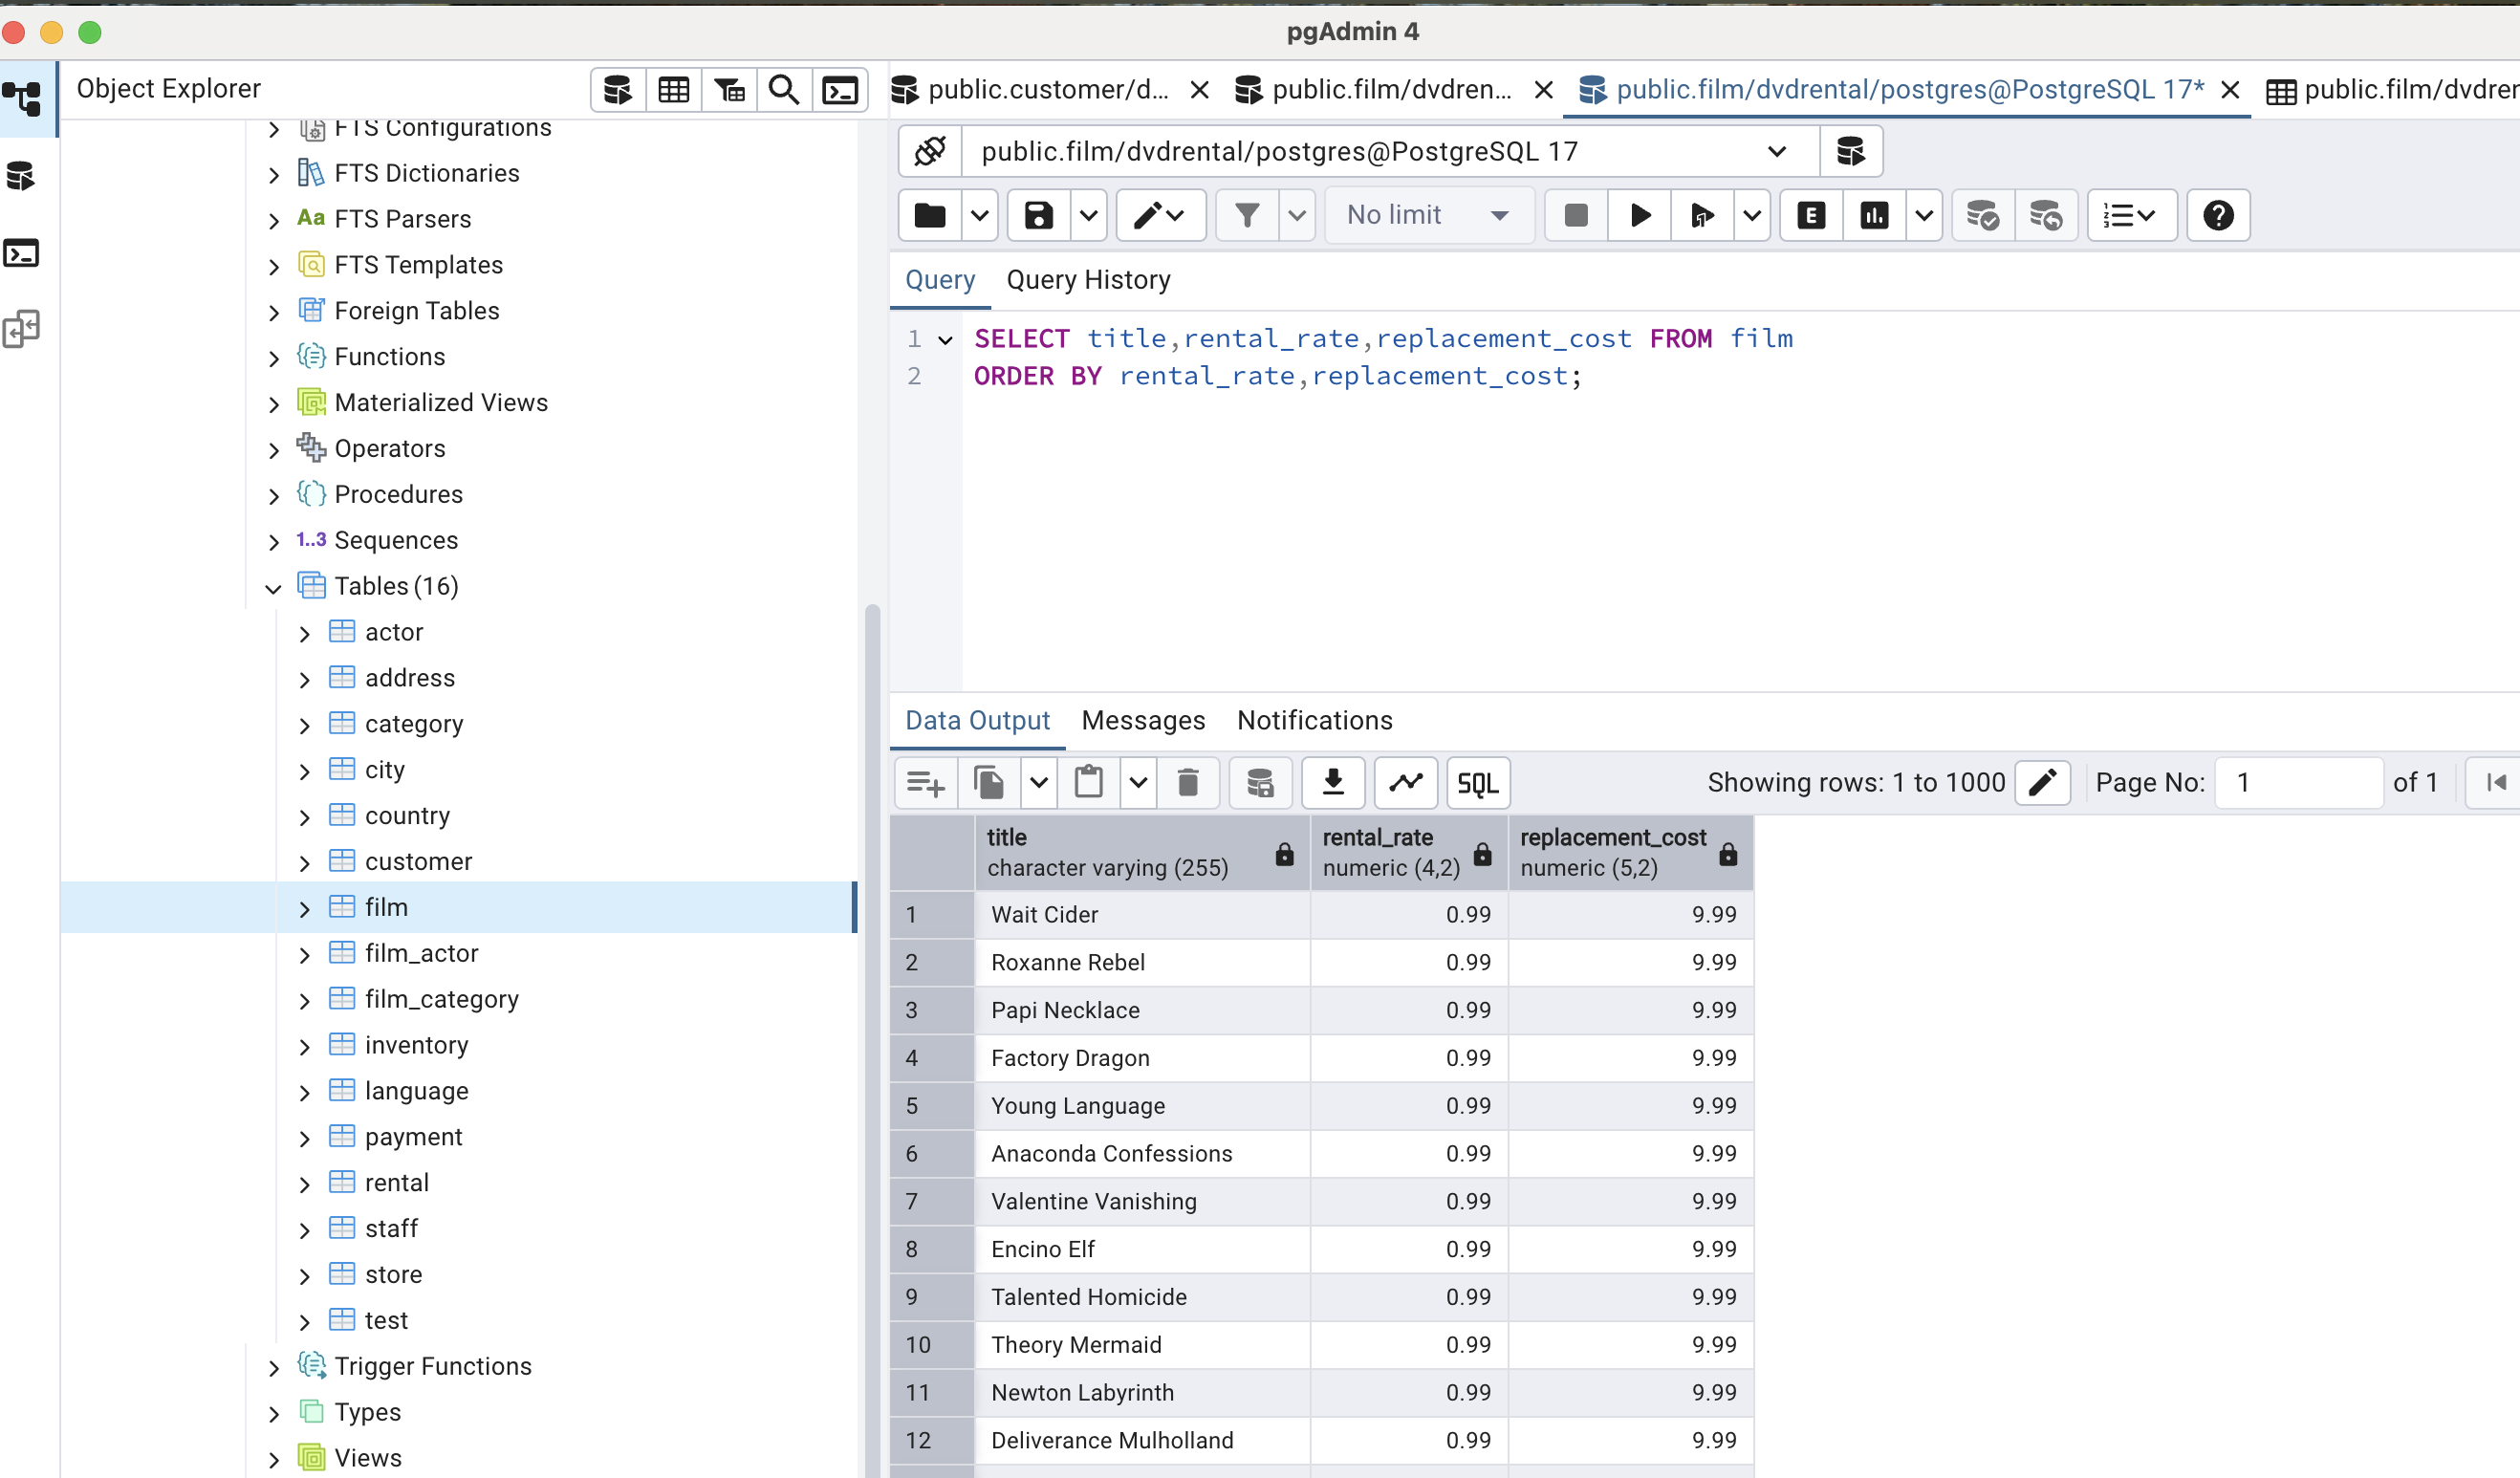 pgAdmin 4
Object Explorer
public.customer/d...
public.film/dvdren...
public.film/dvdrental/postgres@PostgreSQL 17*
public.film/dvdren
public.film/dvdrental/postgres@PostgreSQL 17
No limit
E
Query
Query History
1 SELECT title,rental_rate,replacement_cost FROM film
2 ORDER BY rental_rate,replacement_cost;
FTS Configurations
FTS Dictionaries
Aa FTS Parsers
FTS Templates
Foreign Tables
Functions
Materialized Views
Operators
Procedures
1..3 Sequences
Tables (16)
actor
address
category
city
country
customer
film
film_actor
film_category
inventory
language
payment
rental
staff
store
test
Trigger Functions
Types
Views
Data Output
Messages
Notifications
SQL
Showing rows: 1 to 1000
Page No: 1 of 1
title rental_rate replacement_cost
character varying (255) numeric (4,2) numeric (5,2)
1 Wait Cider 0.99 9.99
2 Roxanne Rebel 0.99 9.99
3 Papi Necklace 0.99 9.99
4 Factory Dragon 0.99 9.99
5 Young Language 0.99 9.99
6 Anaconda Confessions 0.99 9.99
7 Valentine Vanishing 0.99 9.99
8 Encino Elf 0.99 9.99
9 Talented Homicide 0.99 9.99
10 Theory Mermaid 0.99 9.99
11 Newton Labyrinth 0.99 9.99
12 Deliverance Mulholland 0.99 9.99